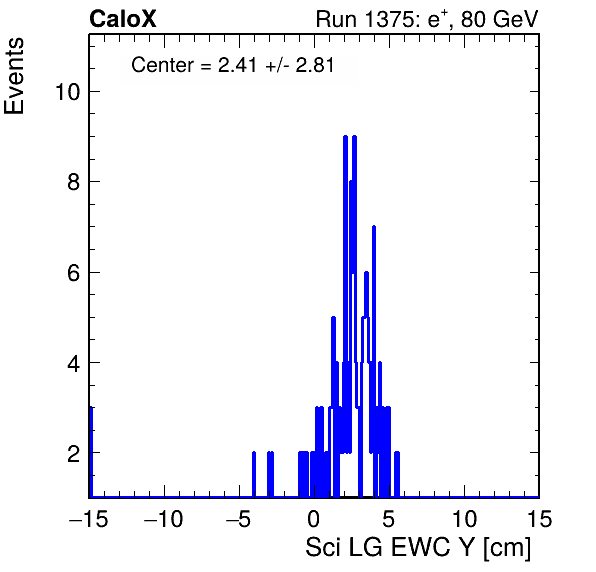 CaloX Run 1375: e⁺, 80 GeV
Center = 2.41 +/- 2.81
Events
10
8
6
4
2
−15 −10 −5 0 5 10 15
Sci LG EWC Y [cm]